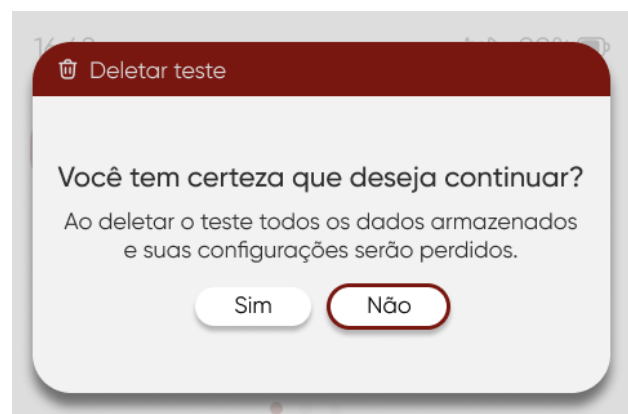 Deletar teste
Você tem certeza que deseja continuar?
Ao deletar o teste todos os dados armazenados
e suas configurações serão perdidos.
Sim Não